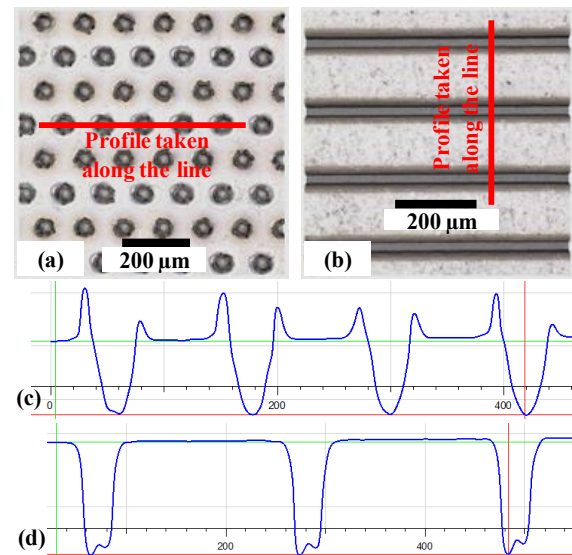 Profile taken
along the line
(a)
200 µm
Profile taken
along the line
(b)
200 µm
(c)
0
200
400
(d)
200
400